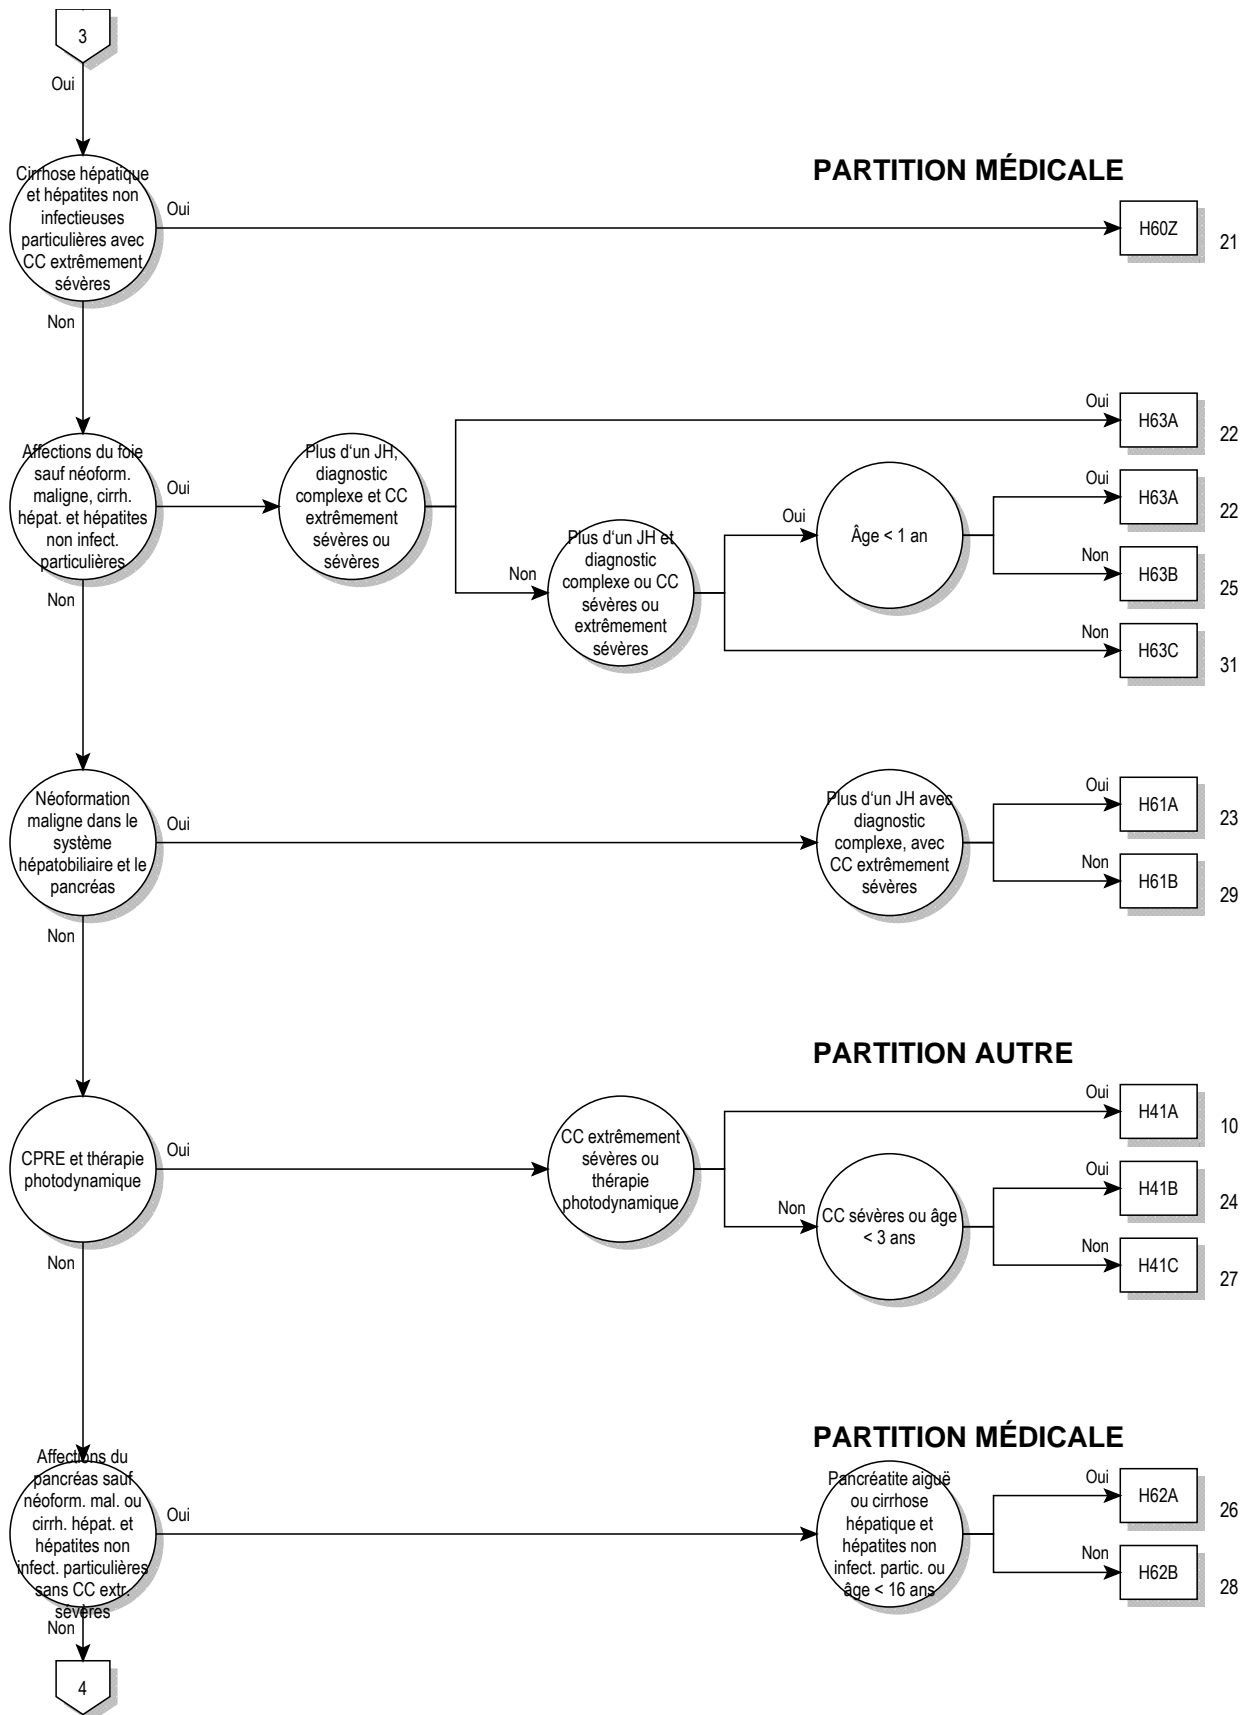 3
Oui
Cirrhose hépatique
et hépatites non
infectieuses
particulières avec
CC extrêmement
sévères
Oui
PARTITION MÉDICALE
H60Z
21
Non
Affections du foie
sauf néoform.
maligne, cirrh.
hépat. et hépatites
non infect.
particulières
Oui
Plus d'un JH,
diagnostic
complexe et CC
extrêmement
sévères ou
sévères
Oui
H63A
22
Non
Plus d'un JH et
diagnostic
complexe ou CC
sévères ou
extrêmement
sévères
Oui
Âge < 1 an
Oui
H63A
22
Non
H63B
25
Non
H63C
31
Non
Néoformation
maligne dans le
système
hépatobiliaire et le
pancréas
Oui
Plus d'un JH avec
diagnostic
complexe, avec
CC extrêmement
sévères
Oui
H61A
23
Non
H61B
29
Non
PARTITION AUTRE
CPRE et thérapie
photodynamique
Oui
CC extrêmement
sévères ou
thérapie
photodynamique
Oui
H41A
10
Non
CC sévères ou âge
< 3 ans
Oui
H41B
24
Non
H41C
27
Non
PARTITION MÉDICALE
Affections du
pancréas sauf
néoform. mal. ou
cirrh. hépat. et
hépatites non
infect. particulières
sans CC extr.
sévères
Oui
Pancréatite aiguë
ou cirrhose
hépatique et
hépatites non
infect. partic. ou
âge < 16 ans
Oui
H62A
26
Non
H62B
28
Non
4